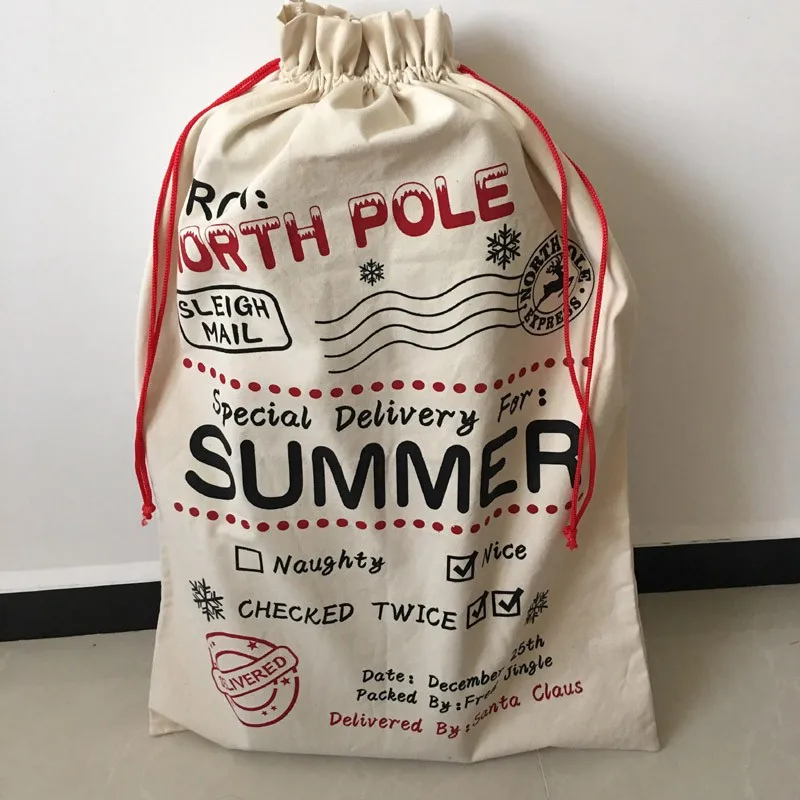 NORTH POLE
SLEIGH
MAIL
NORTH POLE
EXPRESS
Special Delivery For:
SUMMER
Naughty
Nice
CHECKED TWICE
DELIVERED
Date: December 25th
Packed By: Fred Jingle
Delivered By: Santa Claus